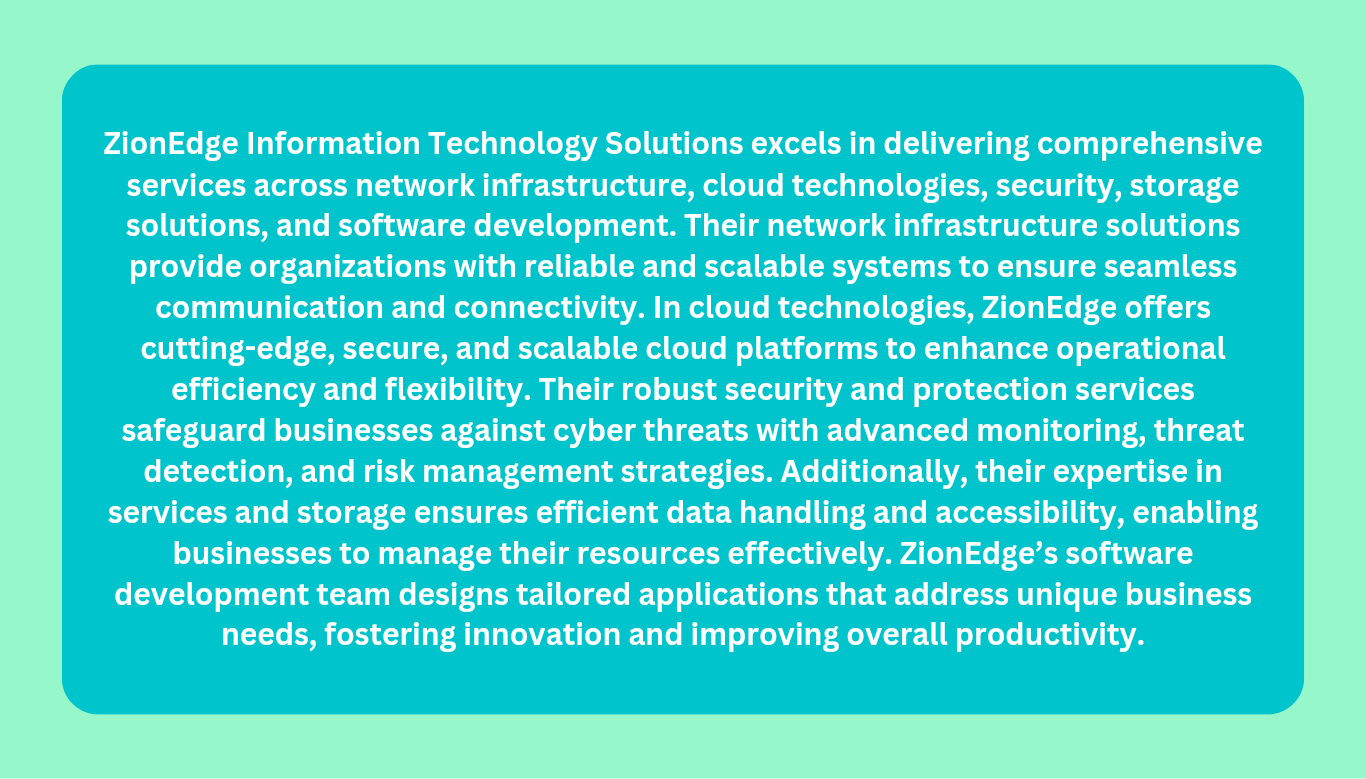 ZionEdge Information Technology Solutions excels in delivering comprehensive
services across network infrastructure, cloud technologies, security, storage
solutions, and software development. Their network infrastructure solutions
provide organizations with reliable and scalable systems to ensure seamless
communication and connectivity. In cloud technologies, ZionEdge offers
cutting-edge, secure, and scalable cloud platforms to enhance operational
efficiency and flexibility. Their robust security and protection services
safeguard businesses against cyber threats with advanced monitoring, threat
detection, and risk management strategies. Additionally, their expertise in
services and storage ensures efficient data handling and accessibility, enabling
businesses to manage their resources effectively. ZionEdge’s software
development team designs tailored applications that address unique business
needs, fostering innovation and improving overall productivity.